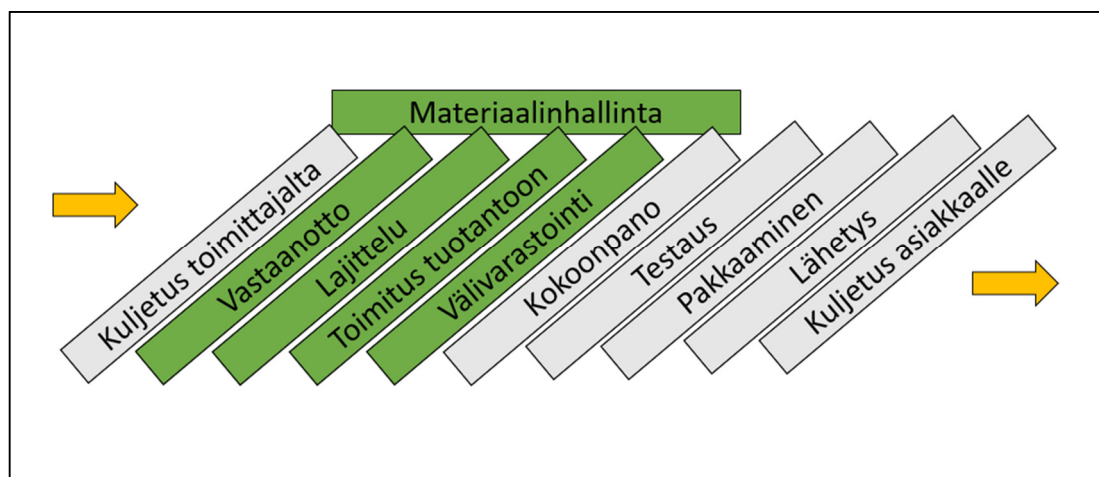 Materiaalinhallinta
Kuljetus toimittajalta
Vastaanotto
Lajittelu
Toimitus tuotantoon
Välivarastointi
Kokoonpano
Testaus
Pakkaaminen
Lähetys
Kuljetus asiakkaalle